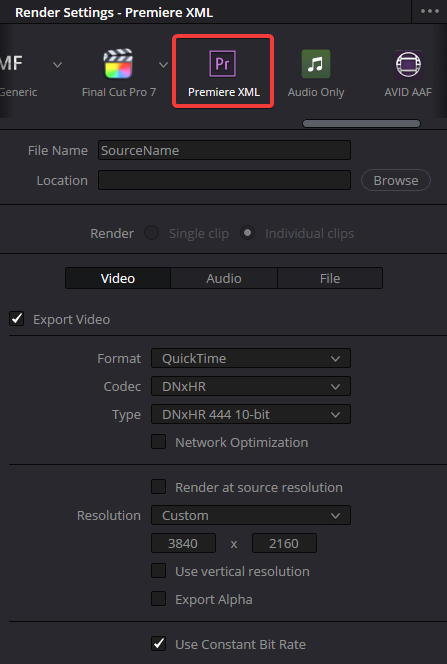 Render Settings - Premiere XML
MF
Generic
Final Cut Pro 7
Pr
Premiere XML
Audio Only
AVID AAF
File Name SourceName
Location Browse
Render Single clip Individual clips
Video Audio File
Export Video
Format QuickTime
Codec DNxHR
Type DNxHR 444 10-bit
Network Optimization
Render at source resolution
Resolution Custom
3840 x 2160
Use vertical resolution
Export Alpha
Use Constant Bit Rate